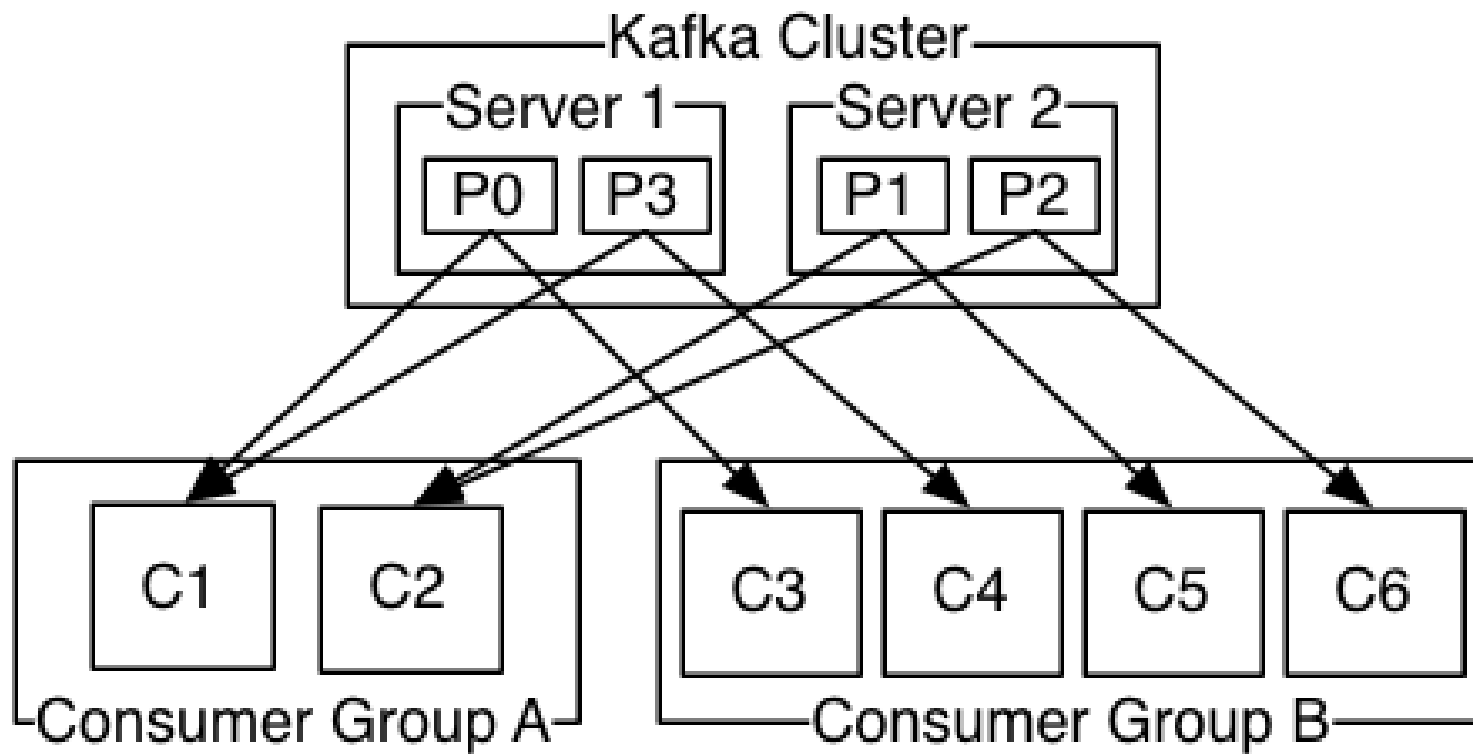 Kafka Cluster
Server 1 Server 2
P0 P3 P1 P2
C1 C2 C3 C4 C5 C6
Consumer Group A Consumer Group B